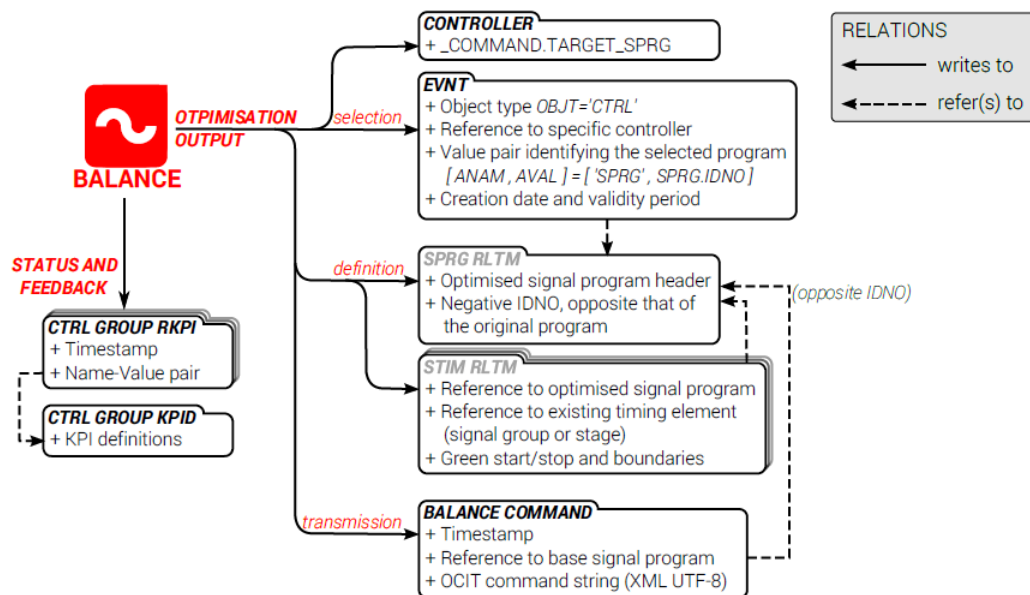 CONTROLLER
+ _COMMAND.TARGET_SPRG
RELATIONS
writes to
refer(s) to
EVNT
+ Object type OBJT='CTRL'
+ Reference to specific controller
+ Value pair identifying the selected program
[ ANAM , AVAL ] = [ 'SPRG' , SPRG.IDNO ]
+ Creation date and validity period
OTPIMISATION
OUTPUT
selection
BALANCE
STATUS AND
FEEDBACK
definition
SPRG RLTM
+ Optimised signal program header
+ Negative IDNO, opposite that of
the original program
(opposite IDNO)
CTRL GROUP RKPI
+ Timestamp
+ Name-Value pair
CTRL GROUP KPID
+ KPI definitions
STIM RLTM
+ Reference to optimised signal program
+ Reference to existing timing element
(signal group or stage)
+ Green start/stop and boundaries
transmission
BALANCE COMMAND
+ Timestamp
+ Reference to base signal program
+ OCIT command string (XML UTF-8)